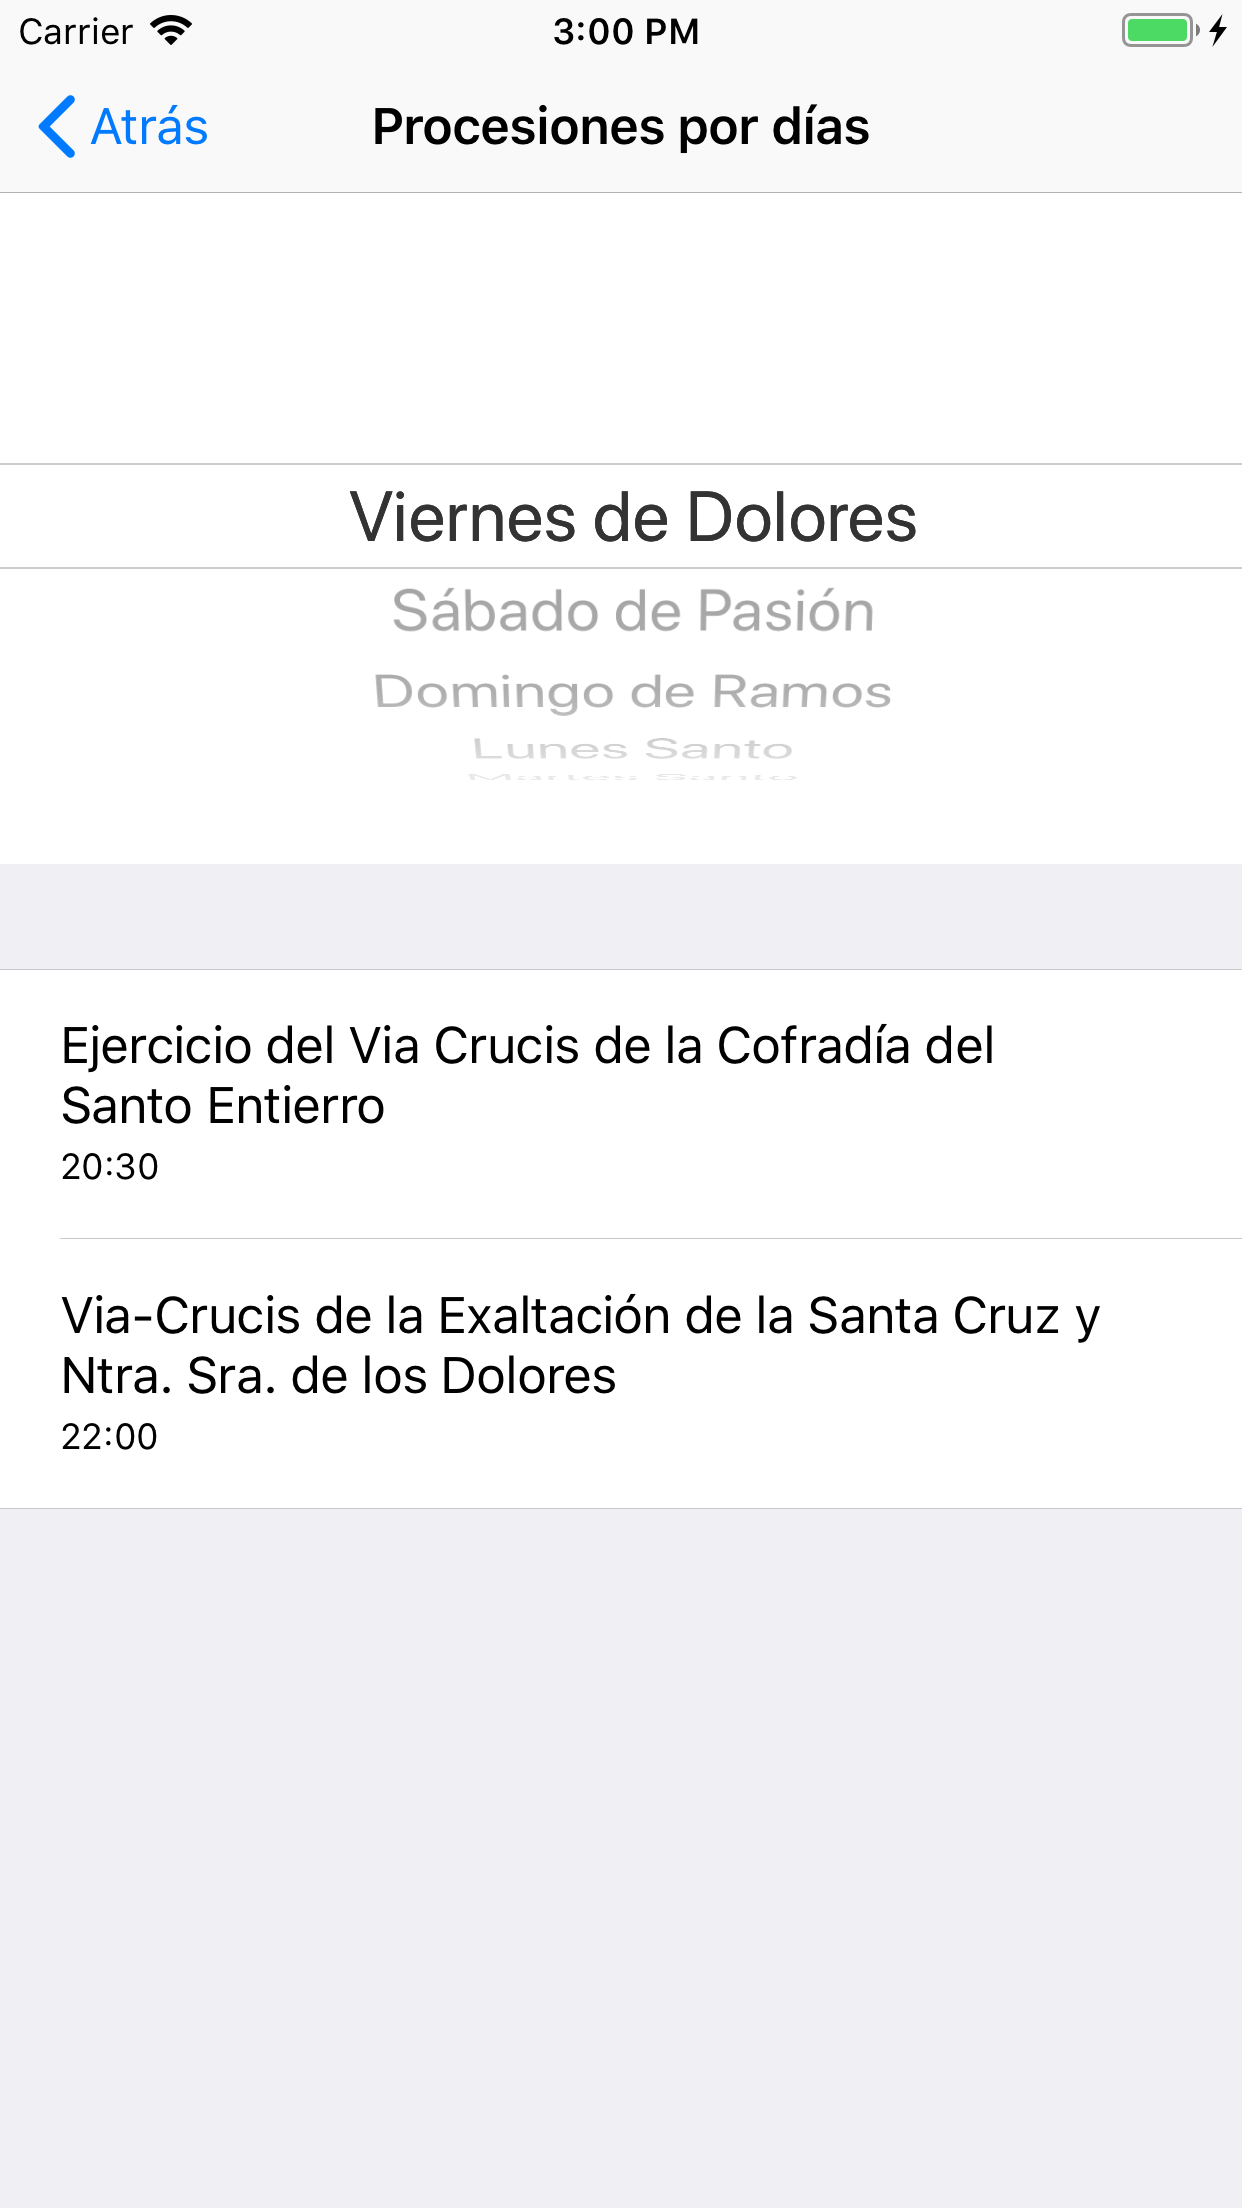 Carrier 3:00 PM
Atrás Procesiones por días
Viernes de Dolores
Sábado de Pasión
Domingo de Ramos
Lunes Santo
Martes Santo
Ejercicio del Via Crucis de la Cofradía del
Santo Entierro
20:30
Via-Crucis de la Exaltación de la Santa Cruz y
Ntra. Sra. de los Dolores
22:00